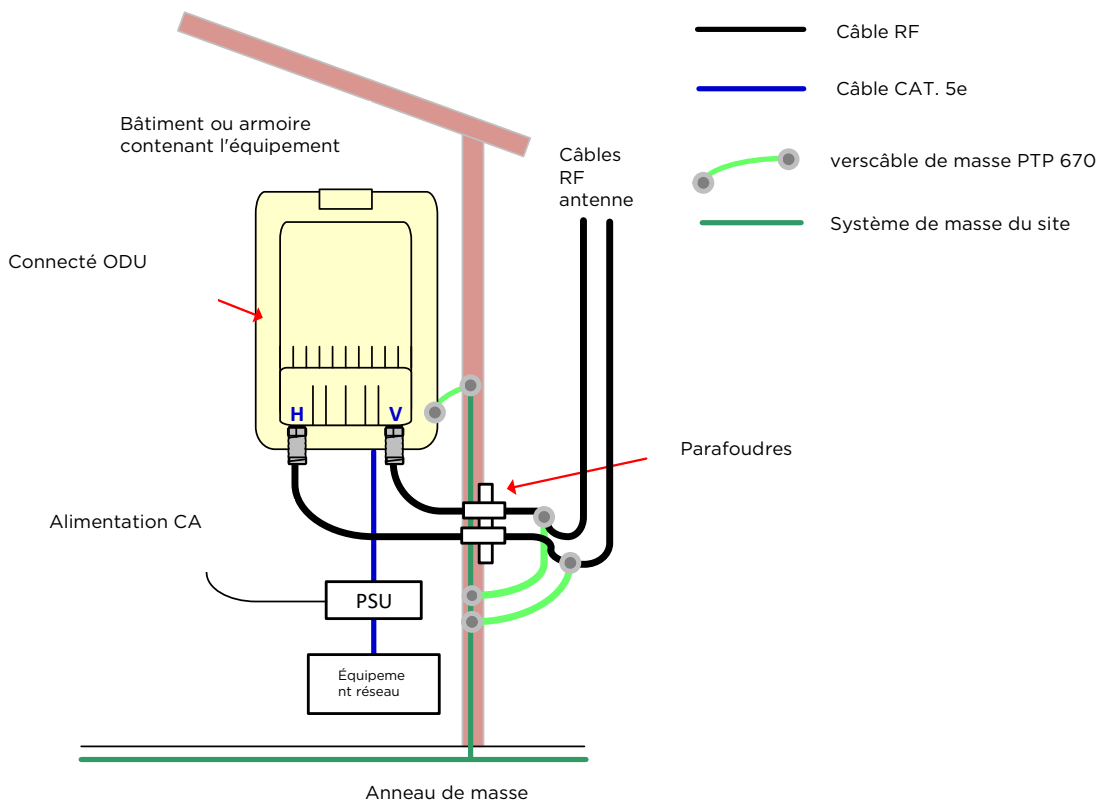 Câble RF
Câble CAT. 5e
verscâble de masse PTP 670
Système de masse du site
Bâtiment ou armoire
contenant l'équipement
Câbles
RF
antenne
Connecté ODU
H
V
Parafoudres
Alimentation CA
PSU
Équipeme
nt réseau
Anneau de masse